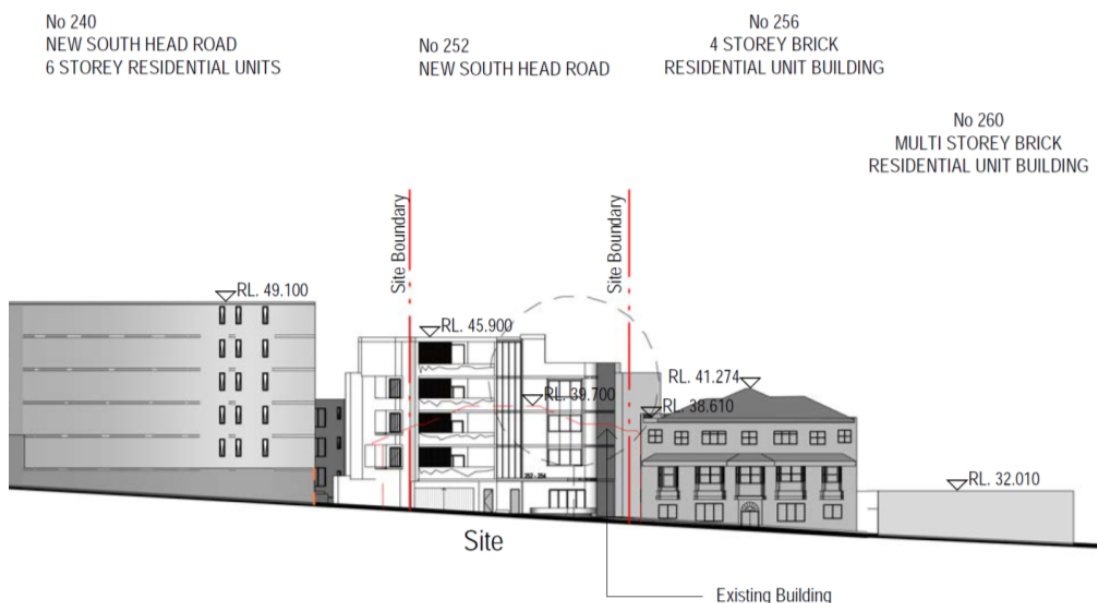 No 240
NEW SOUTH HEAD ROAD
6 STOREY RESIDENTIAL UNITS
No 252
NEW SOUTH HEAD ROAD
No 256
4 STOREY BRICK
RESIDENTIAL UNIT BUILDING
No 260
MULTI STOREY BRICK
RESIDENTIAL UNIT BUILDING
Site Boundary
Site Boundary
RL. 49.100
RL. 45.900
RL. 39.700
RL. 41.274
RL. 38.610
RL. 32.010
252 - 254
Site
Existing Building